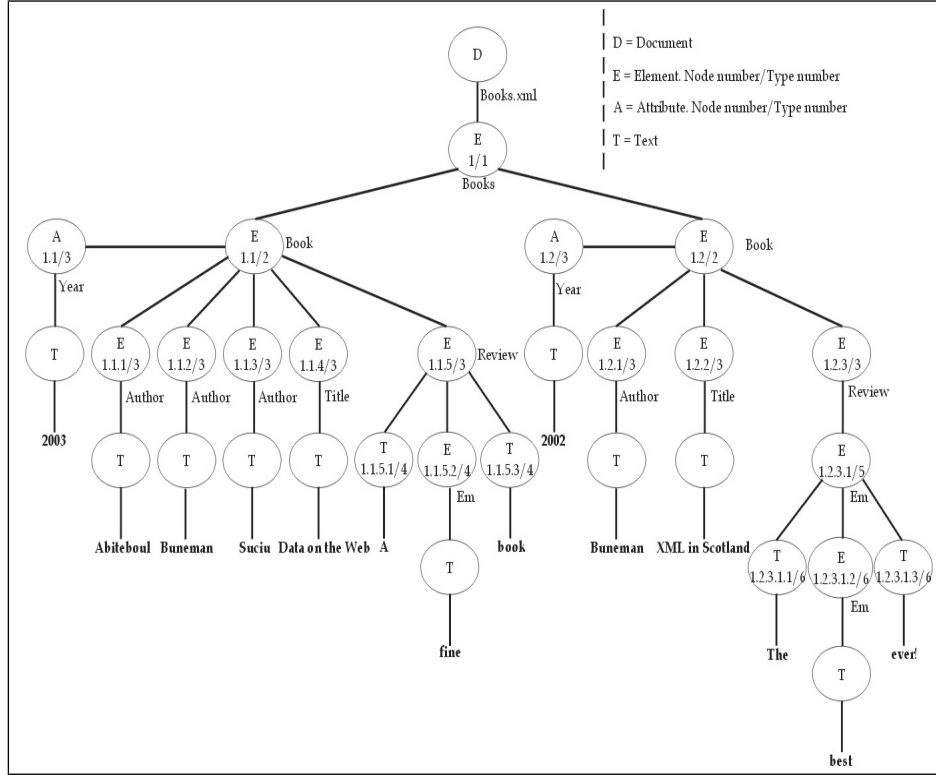 D = Document
E = Element. Node number/Type number
A = Attribute. Node number/Type number
T = Text
D
Books.xml
E
1/1
Books
A
1.1/3
E
1.1/2
Book
A
1.2/3
E
1.2/2
Book
Year
Year
T
E
1.1.1/3
E
1.1.2/3
E
1.1.3/3
E
1.1.4/3
E
1.1.5/3
Review
T
E
1.2.1/3
E
1.2.2/3
E
1.2.3/3
Author
Author
Author
Title
Author
Title
Review
2003
2002
T
T
T
T
T
1.1.5.1/4
E
1.1.5.2/4
T
1.1.5.3/4
T
T
E
1.2.3.1/5
Em
Em
Abiteboul
Buneman
Suciu
Data on the Web
A
book
Buneman
XML in Scotland
T
T
1.2.3.1.1/6
E
1.2.3.1.2/6
T
1.2.3.1.3/6
Em
fine
The
ever!
T
best